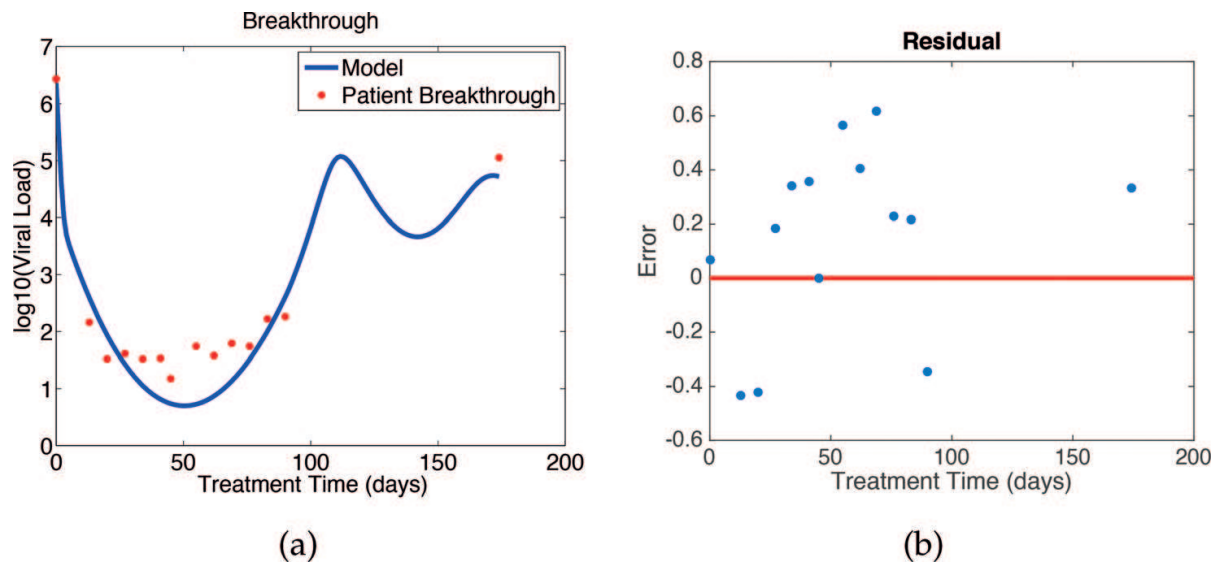 Breakthrough
7
6
5
4
3
2
1
0
log10(Viral Load)
Model
Patient Breakthrough
0 50 100 150 200
Treatment Time (days)
(a)
Residual
0.8
0.6
0.4
0.2
0
-0.2
-0.4
-0.6
Error
0 50 100 150 200
Treatment Time (days)
(b)